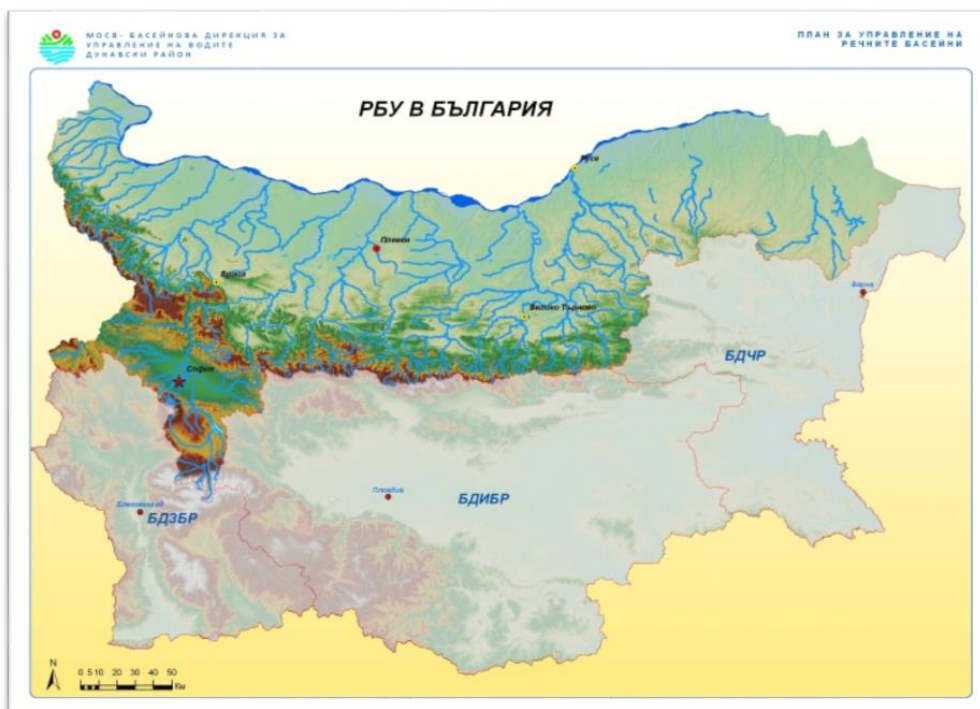 МОСВ- БАСЕЙНОВА ДИРЕКЦИЯ ЗА
УПРАВЛЕНИЕ НА ВОДИТЕ
ДУНАВСКИ РАЙОН
ПЛАН ЗА УПРАВЛЕНИЕ НА
РЕЧНИТЕ БАСЕЙНИ
РБУ В БЪЛГАРИЯ
Русе
Плевен
Враца
Велико Търново
Варна
БДЧР
София
Пловдив
БДИБР
Благоевград
БДЗБР
N
0 5 10 20 30 40 50
Км